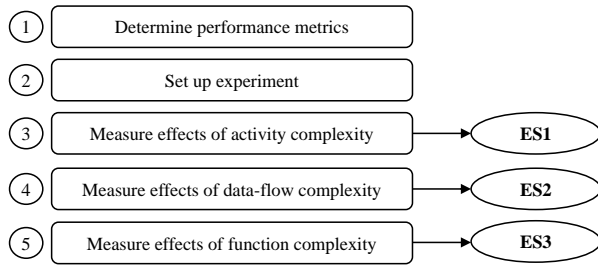 1 Determine performance metrics
2 Set up experiment
3 Measure effects of activity complexity ES1
4 Measure effects of data-flow complexity ES2
5 Measure effects of function complexity ES3